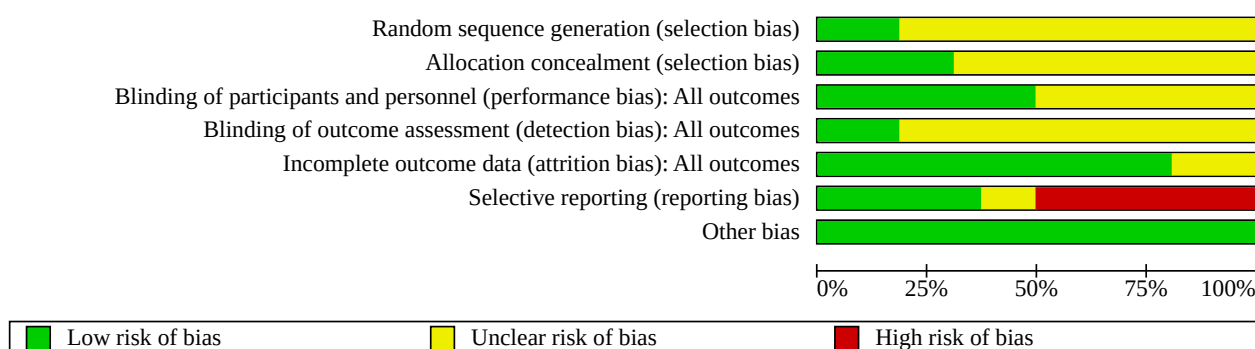 Random sequence generation (selection bias)
Allocation concealment (selection bias)
Blinding of participants and personnel (performance bias): All outcomes
Blinding of outcome assessment (detection bias): All outcomes
Incomplete outcome data (attrition bias): All outcomes
Selective reporting (reporting bias)
Other bias
0% 25% 50% 75% 100%
Low risk of bias Unclear risk of bias High risk of bias